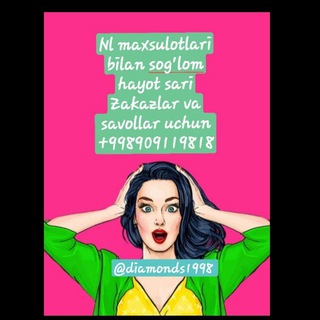 Nl maxsulotlari
bilan sog'lom
hayot sari
Zakazlar va
savollar uchun
+998909119818
@diamonds1998